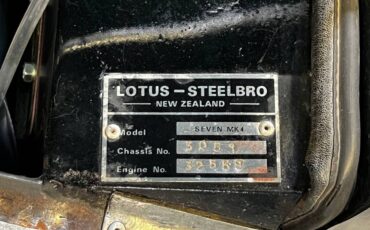 LOTUS – STEELBRO
NEW ZEALAND
Model SEVEN MK4
Chassis No.
Engine No.